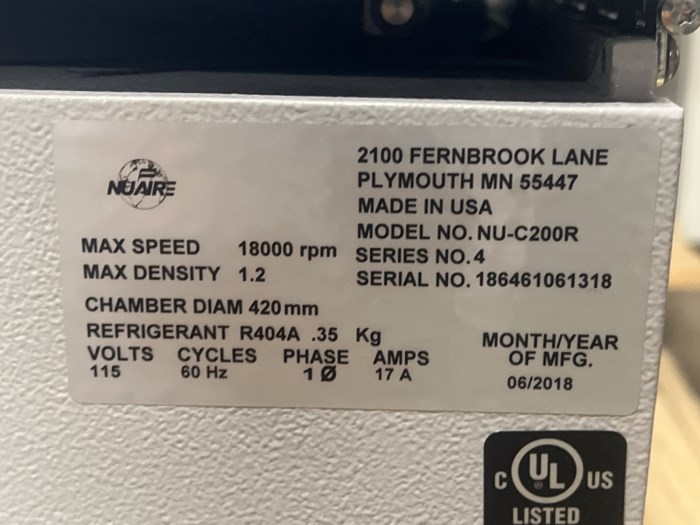 NUAIRE
2100 FERNBROOK LANE
PLYMOUTH MN 55447
MADE IN USA
MODEL NO. NU-C200R
SERIES NO. 4
SERIAL NO. 186461061318
MAX SPEED 18000 rpm
MAX DENSITY 1.2
CHAMBER DIAM 420mm
REFRIGERANT R404A .35 Kg
VOLTS CYCLES PHASE AMPS
115 60 Hz 1 Ø 17 A
MONTH/YEAR
OF MFG.
06/2018
C UL US
LISTED